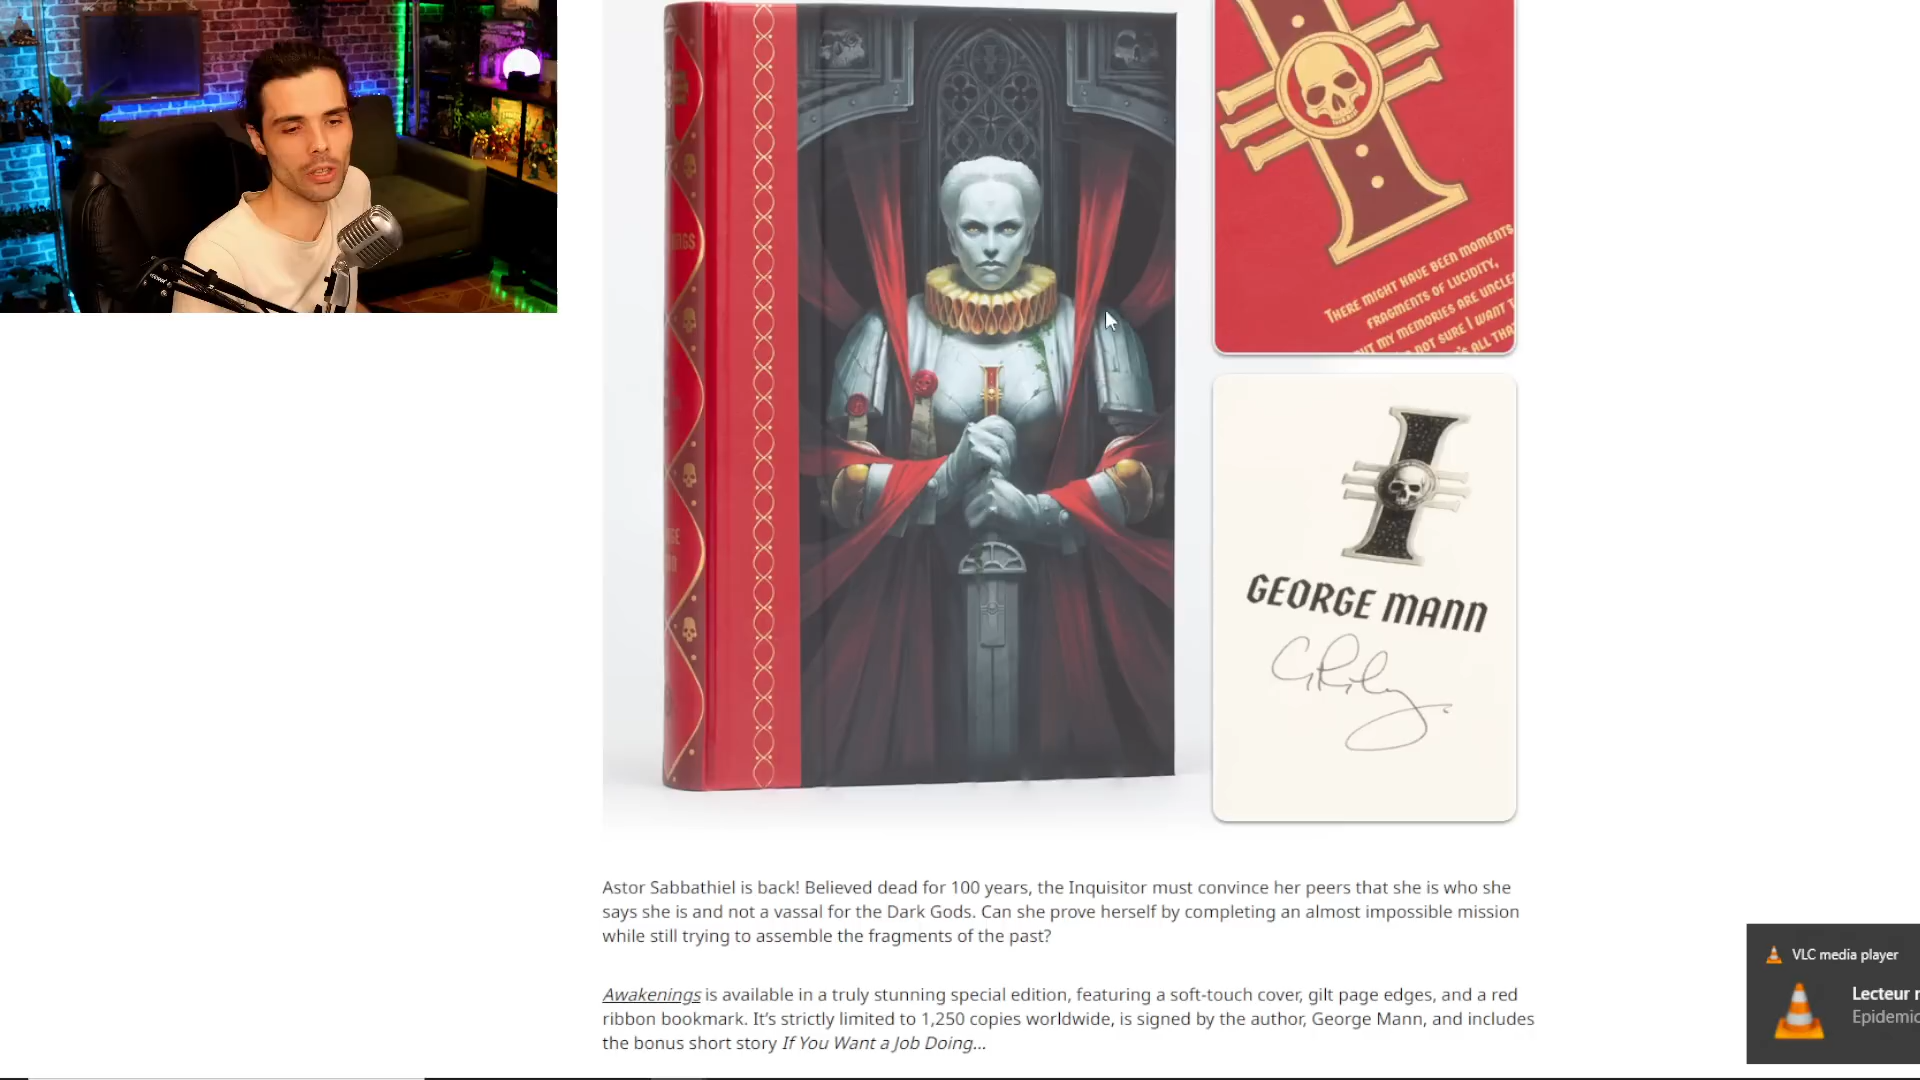 THERE MIGHT HAVE BEEN MOMENTS
FRAGMENTS OF LUCIDITY,
MY MEMORIES ARE
NOT SURE I WANT
ALL
GEORGE MANN
Astor Sabbathiel is back! Believed dead for 100 years, the Inquisitor must convince her peers that she is who she
says she is and not a vassal for the Dark Gods. Can she prove herself by completing an almost impossible mission
while still trying to assemble the fragments of the past?
Awakenings is available in a truly stunning special edition, featuring a soft-touch cover, gilt page edges, and a red
ribbon bookmark. It’s strictly limited to 1,250 copies worldwide, is signed by the author, George Mann, and includes
the bonus short story If You Want a Job Doing...
VLC media player
Lecteur
Epidemic